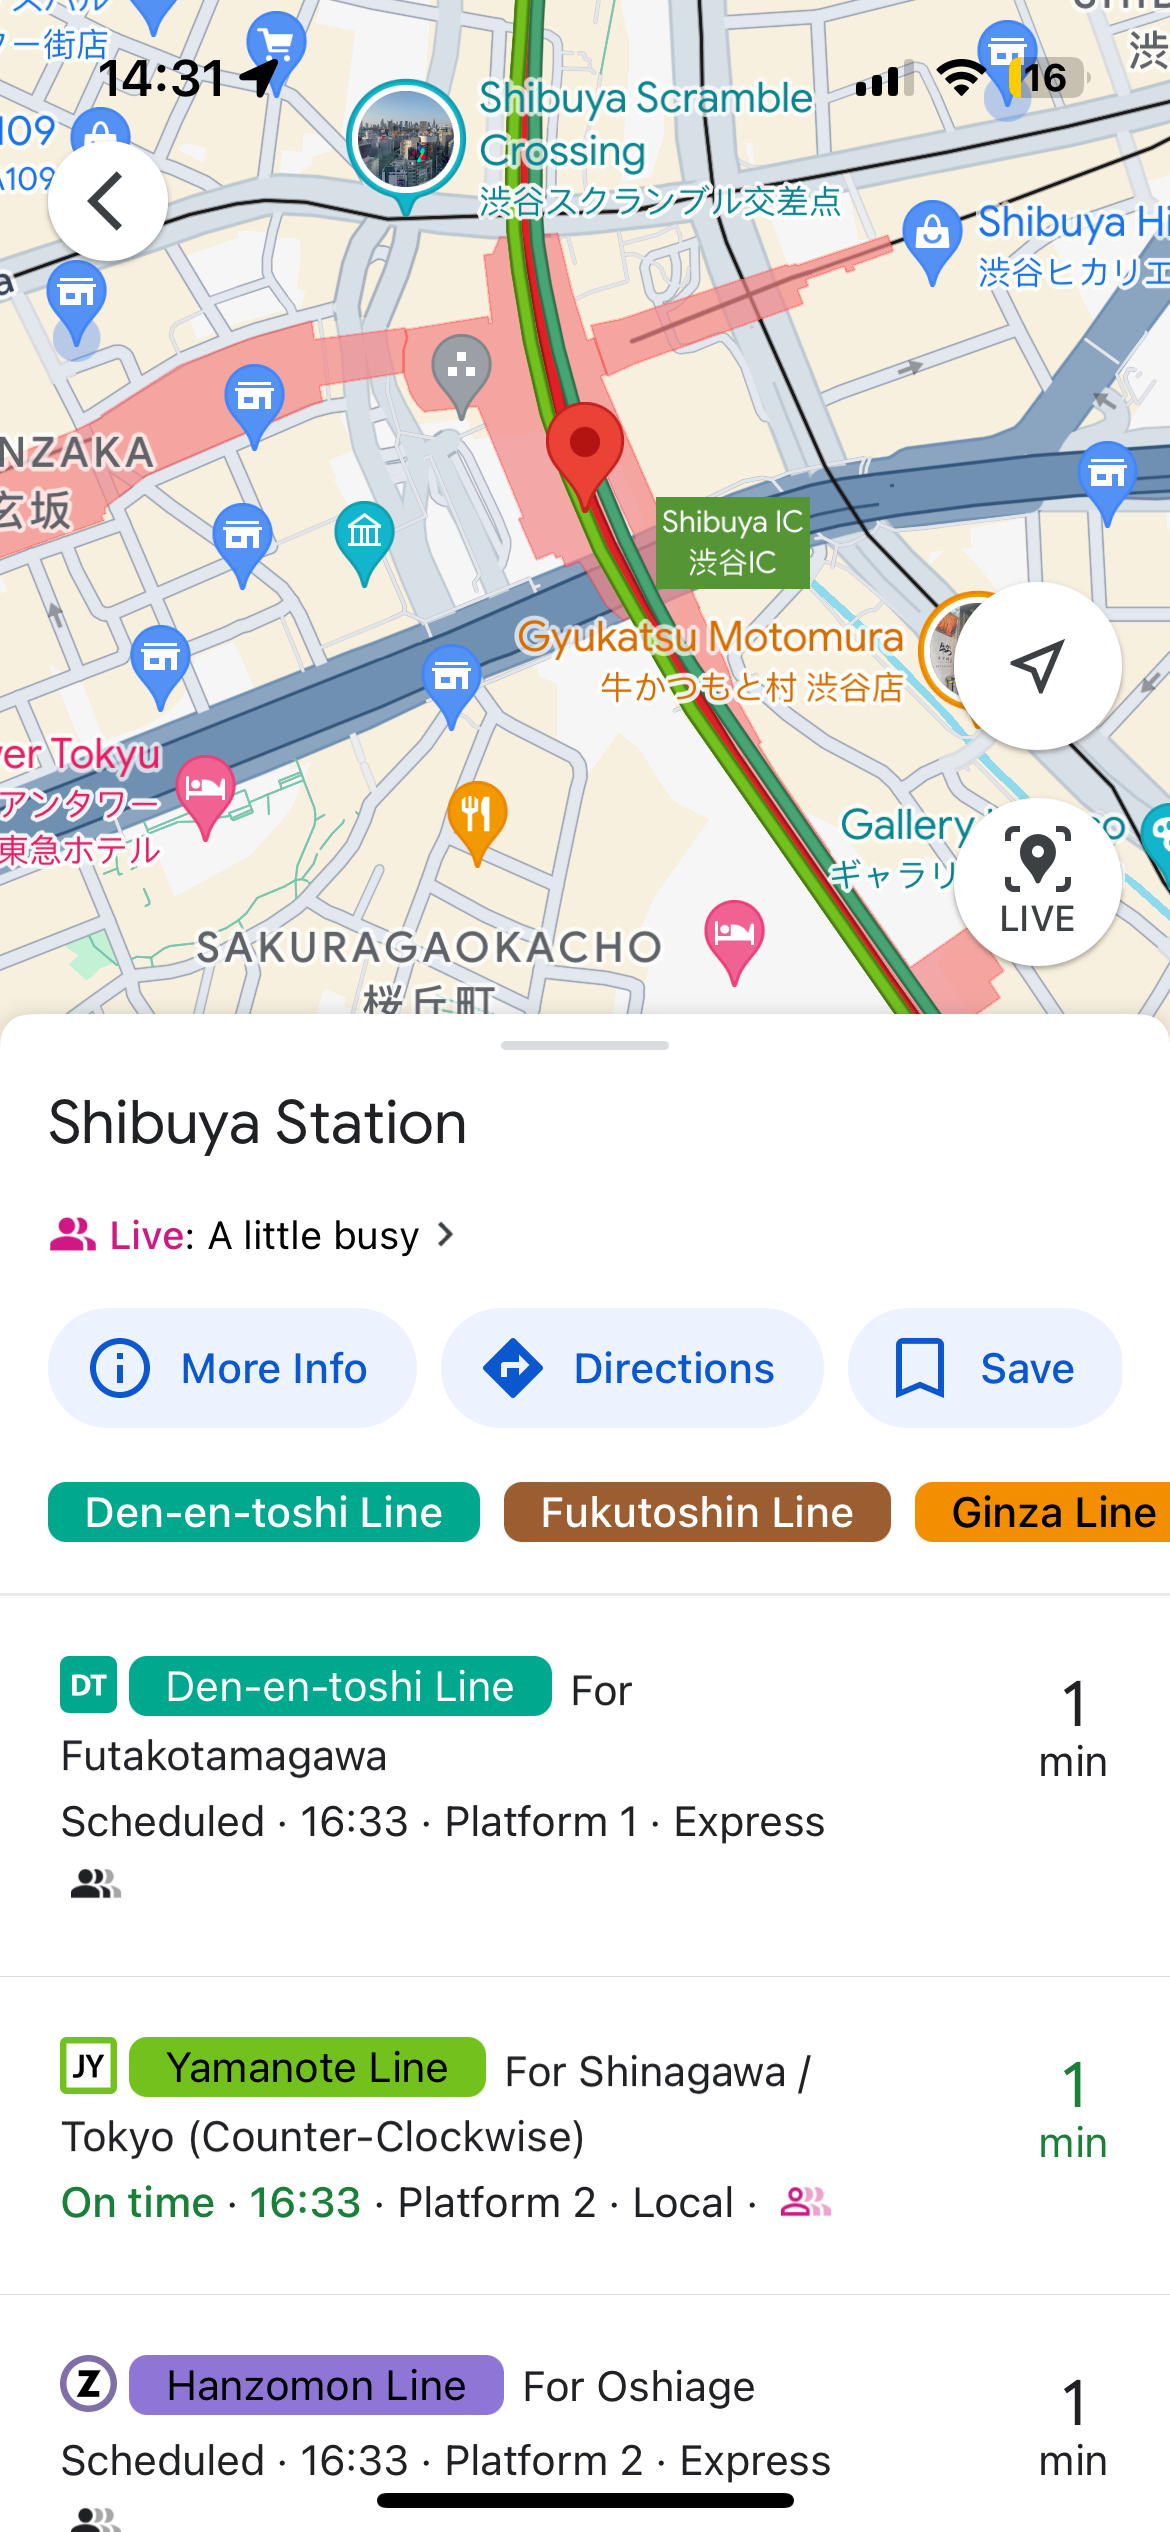 ー街店
14:31
16
渋
Shibuya Scramble
Crossing
渋谷スクランブル交差点
109
A109
Shibuya Hi
渋谷ヒカリエ
a
NZAKA
玄坂
Shibuya IC
渋谷IC
Gyukatsu Motomura
牛かつもと村 渋谷店
er Tokyu
アンタワー
東急ホテル
Gallery
co
ギャラリ
LIVE
SAKURAGAOKACHO
桜丘町
Shibuya Station
Live: A little busy
More Info
Directions
Save
Den-en-toshi Line
Fukutoshin Line
Ginza Line
DT Den-en-toshi Line For
Futakotamagawa
1
min
Scheduled · 16:33 · Platform 1 · Express
JY Yamanote Line For Shinagawa /
Tokyo (Counter-Clockwise)
1
min
On time · 16:33 · Platform 2 · Local ·
Z Hanzomon Line For Oshiage
1
min
Scheduled · 16:33 · Platform 2 · Express